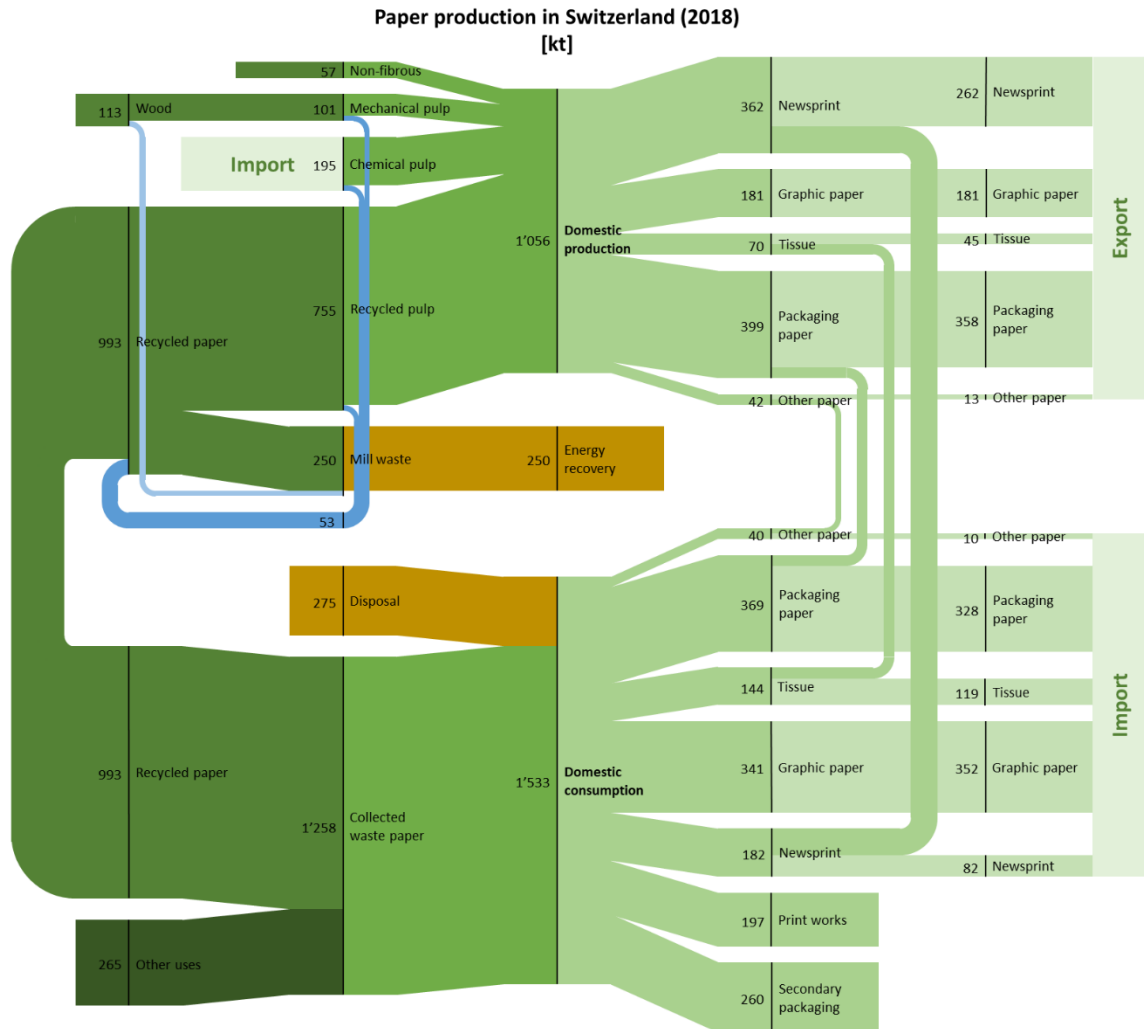 Paper production in Switzerland (2018)
[kt]
57 Non-fibrous
113 Wood
101 Mechanical pulp
Import
195 Chemical pulp
993 Recycled paper
755 Recycled pulp
250 Mill waste
53
1’056 Domestic
production
250 Energy
recovery
362 Newsprint
262 Newsprint
181 Graphic paper
181 Graphic paper
70 Tissue
45 Tissue
399 Packaging
paper
358 Packaging
paper
42 Other paper
13 Other paper
Export
275 Disposal
993 Recycled paper
1’258 Collected
waste paper
265 Other uses
1’533 Domestic
consumption
40 Other paper
10 Other paper
369 Packaging
paper
328 Packaging
paper
144 Tissue
119 Tissue
341 Graphic paper
352 Graphic paper
182 Newsprint
82 Newsprint
197 Print works
260 Secondary
packaging
Import